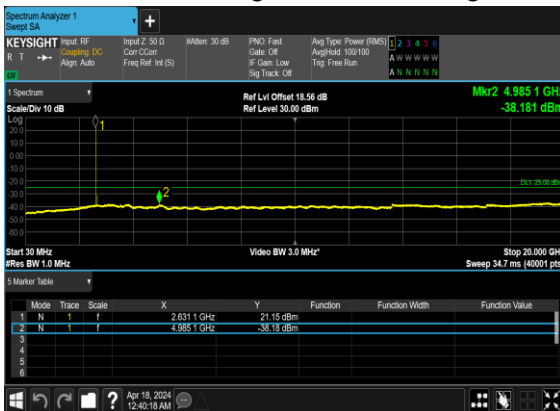 Spectrum Analyzer 1
Swept SA
+
KEYSIGHT Input: RF Input Z: 50 Ω #Atten: 30 dB PNO: Fast Avg Type: Power (RMS) 1 2 3 4 5 6
R T Coupling: DC Corr CCorr Gate: Off Avg|Hold: 100/100 A W W W W W
Align: Auto Freq Ref: Int (S) IF Gain: Low Trig: Free Run
Sig Track: Off A N N N N N
1 Spectrum Ref Lvl Offset 18.56 dB Mkr2 4.985 1 GHz
Scale/Div 10 dB Ref Level 30.00 dBm -38.181 dBm
Log
20.0
1
10.0
0.00
-10.0
-20.0
DL1 -25.00 dBm
-30.0
2
-40.0
-50.0
-60.0
Start 30 MHz Video BW 3.0 MHz* Stop 20.000 GHz
#Res BW 1.0 MHz Sweep 34.7 ms (40001 pts)
5 Marker Table
Mode Trace Scale X Y Function Function Width Function Value
1 N 1 f 2.631 1 GHz 21.15 dBm
2 N 1 f 4.985 1 GHz -38.18 dBm
3
4
5
6
? Apr 18, 2024
12:40:18 AM